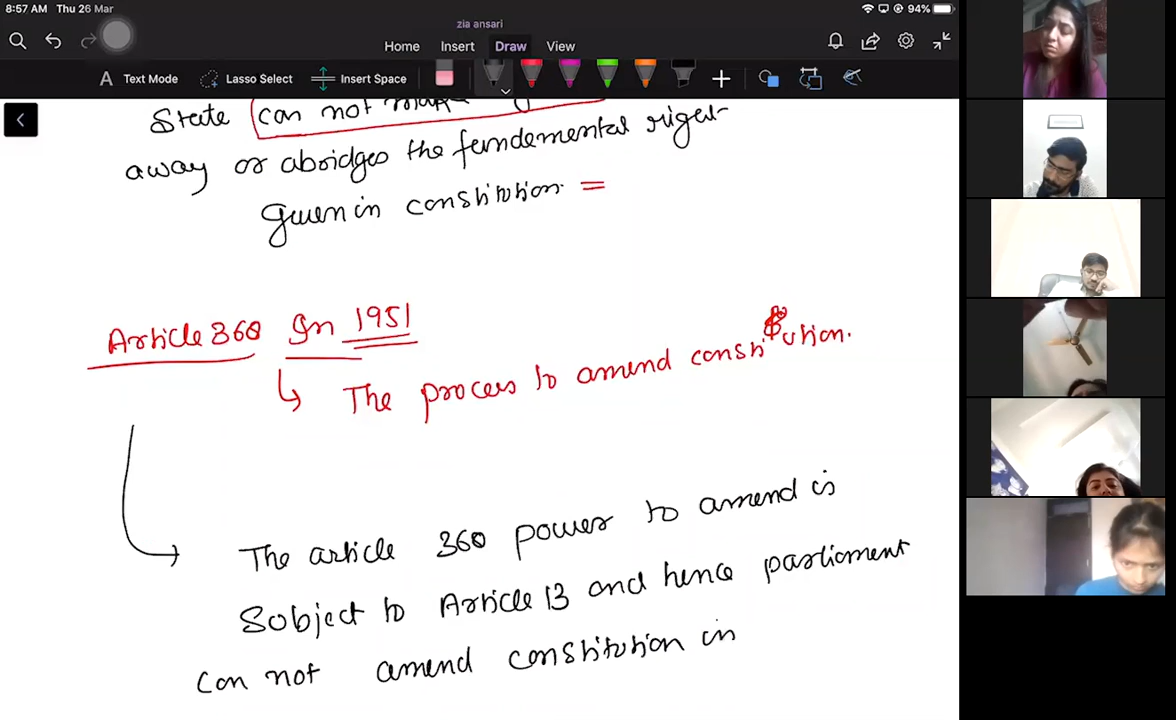 8:57 AM Thu 26 Mar
94%
zia ansari
Home Insert Draw View
Text Mode Lasso Select Insert Space
State can not make
away or abridges the femdemental right
given in constitution =
Article 368 In 1951
The process to amend constitution.
The article 368 power to amend is
Sobject to Article 13 and hence parliament
can not amend constitution in